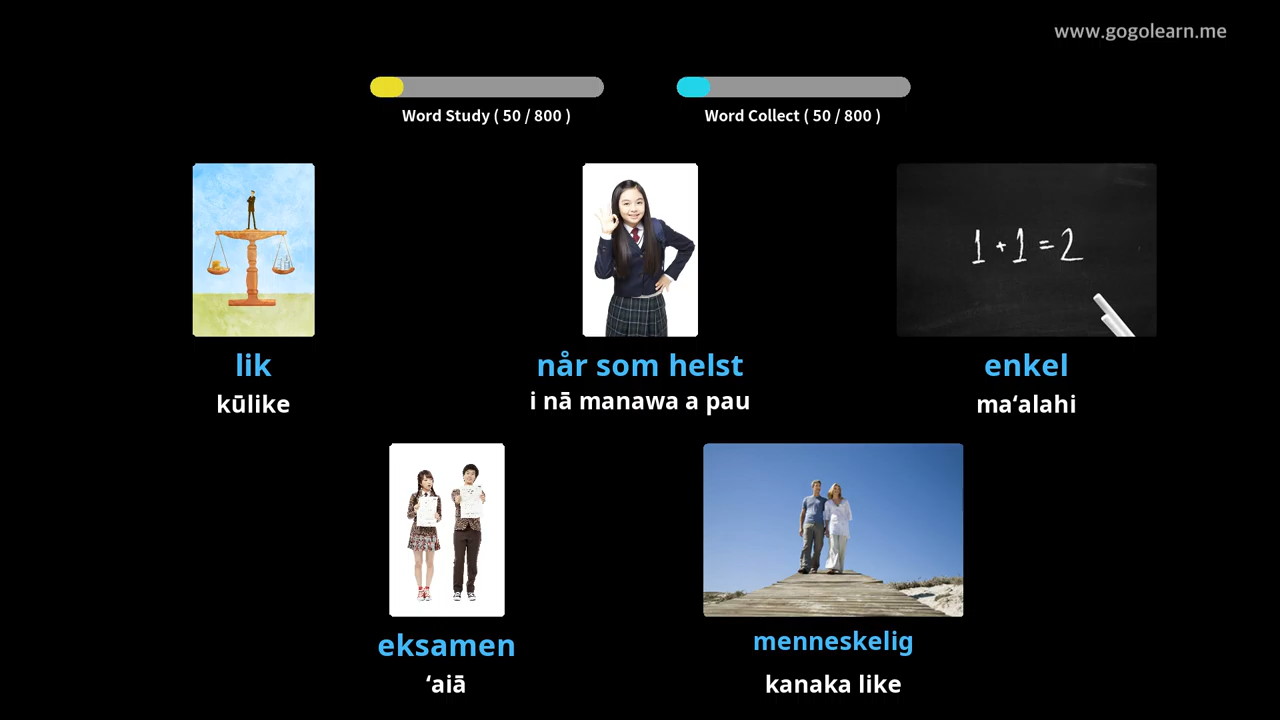 www.gogolearn.me
Word Study ( 50 / 800 )
Word Collect ( 50 / 800 )
1 + 1 = 2
lik
kūlike
når som helst
i nā manawa a pau
enkel
maʻalahi
eksamen
ʻaiā
menneskelig
kanaka like